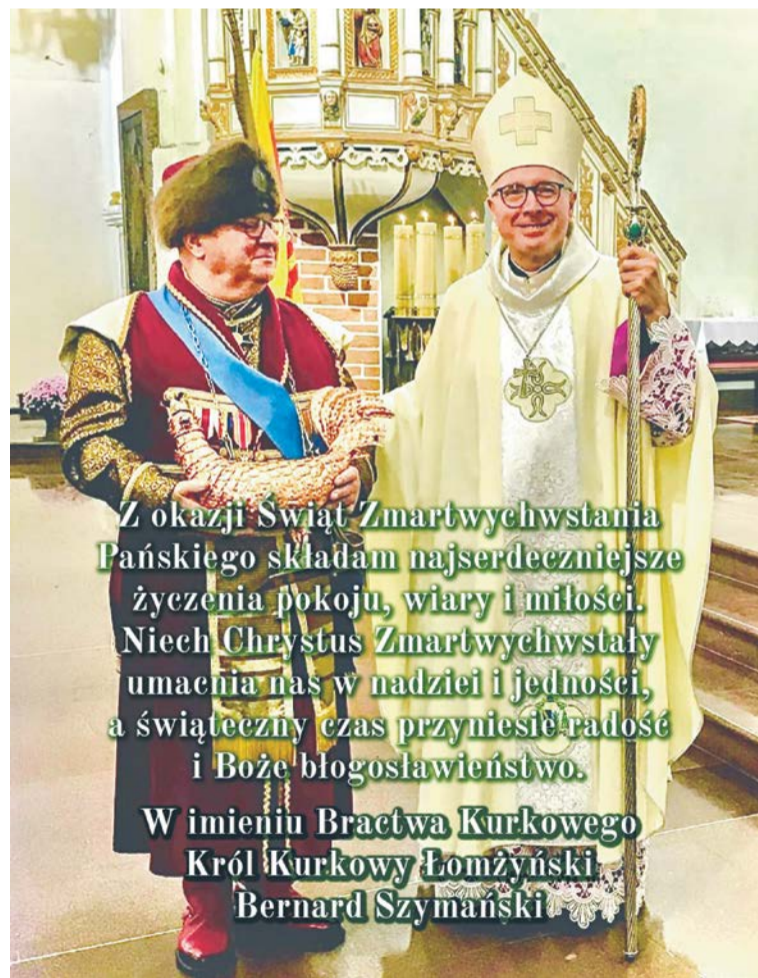 Z okazji Świąt Zmartwychwstania
Pańskiego składam najserdeczniejsze
życzenia pokoju, wiary i miłości.
Niech Chrystus Zmartwychwstały
umacnia nas w nadziei i jedności,
a świąteczny czas przyniesie radość
i Boże błogosławieństwo.
W imieniu Bractwa Kurkowego
Król Kurkowy Łomżyński
Bernard Szymański